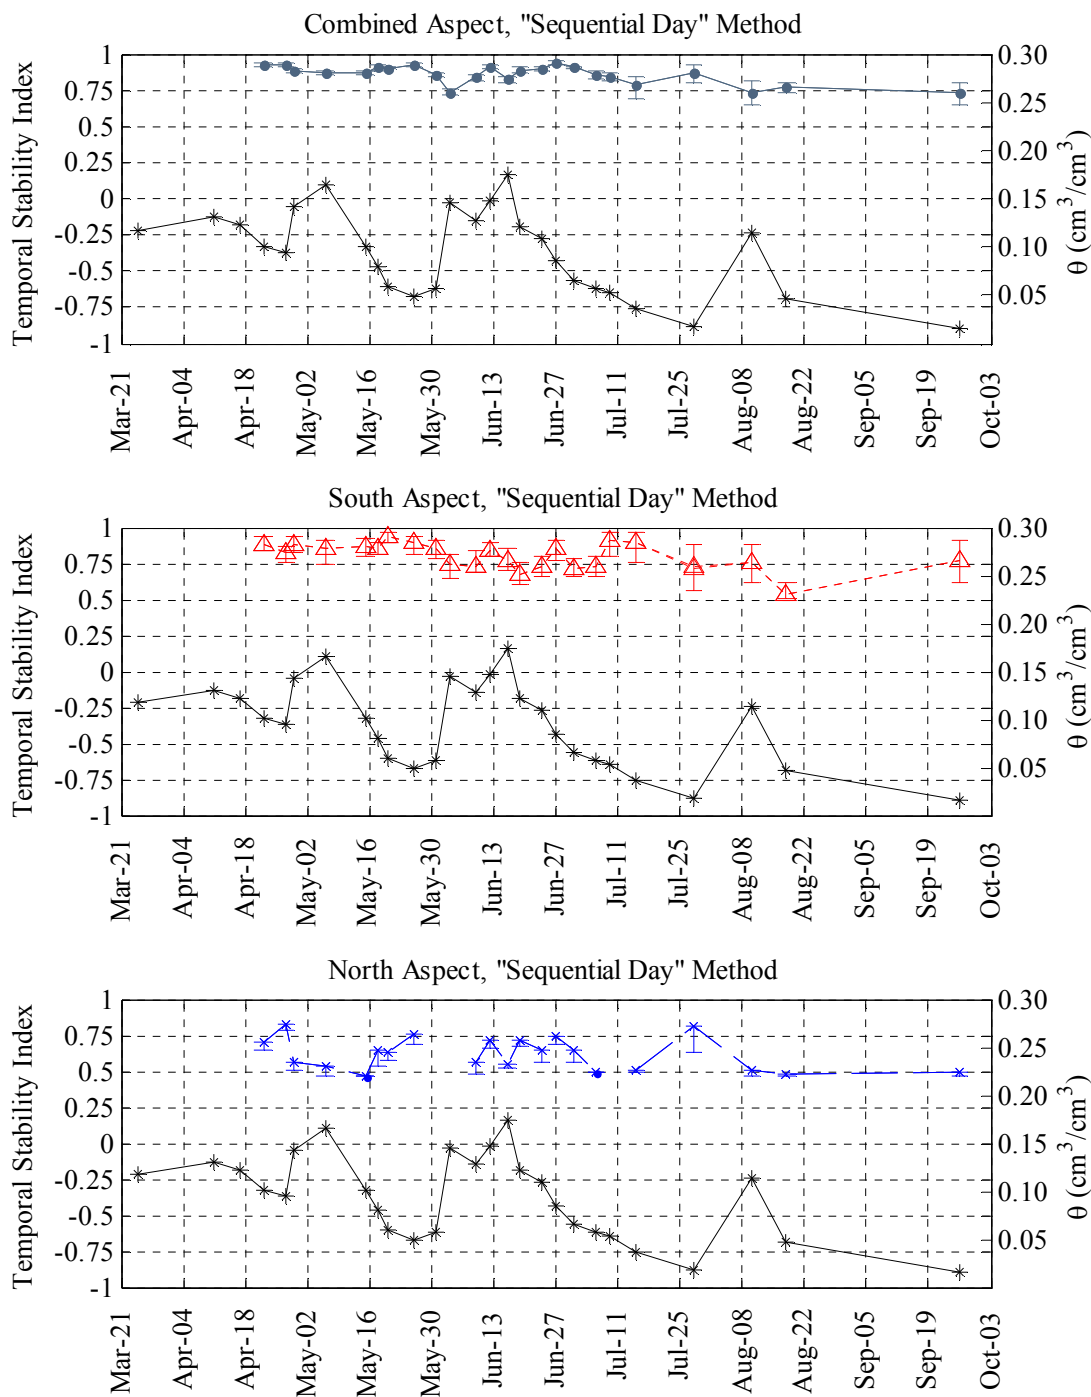 Combined Aspect, "Sequential Day" Method
Temporal Stability Index
1
0.75
0.5
0.25
0
-0.25
-0.5
-0.75
-1
0.30
0.25
0.20
0.15
0.10
0.05
θ (cm³/cm³)
Mar-21
Apr-04
Apr-18
May-02
May-16
May-30
Jun-13
Jun-27
Jul-11
Jul-25
Aug-08
Aug-22
Sep-05
Sep-19
Oct-03
South Aspect, "Sequential Day" Method
Temporal Stability Index
1
0.75
0.5
0.25
0
-0.25
-0.5
-0.75
-1
0.30
0.25
0.20
0.15
0.10
0.05
θ (cm³/cm³)
Mar-21
Apr-04
Apr-18
May-02
May-16
May-30
Jun-13
Jun-27
Jul-11
Jul-25
Aug-08
Aug-22
Sep-05
Sep-19
Oct-03
North Aspect, "Sequential Day" Method
Temporal Stability Index
1
0.75
0.5
0.25
0
-0.25
-0.5
-0.75
-1
0.30
0.25
0.20
0.15
0.10
0.05
θ (cm³/cm³)
Mar-21
Apr-04
Apr-18
May-02
May-16
May-30
Jun-13
Jun-27
Jul-11
Jul-25
Aug-08
Aug-22
Sep-05
Sep-19
Oct-03